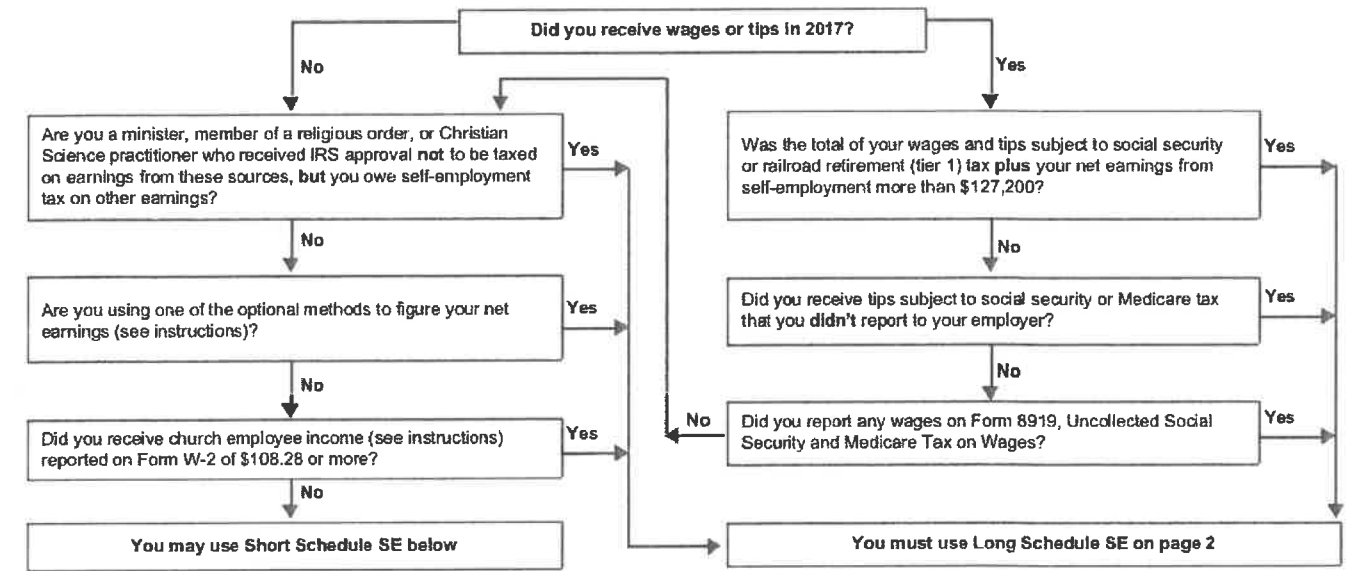 Did you receive wages or tips in 2017?
No
Yes
Are you a minister, member of a religious order, or Christian
Science practitioner who received IRS approval not to be taxed
on earnings from these sources, but you owe self-employment
tax on other earnings?
Yes
No
Are you using one of the optional methods to figure your net
earnings (see instructions)?
Yes
No
Did you receive church employee income (see instructions)
reported on Form W-2 of $108.28 or more?
Yes
No
You may use Short Schedule SE below
Was the total of your wages and tips subject to social security
or railroad retirement (tier 1) tax plus your net earnings from
self-employment more than $127,200?
Yes
No
Did you receive tips subject to social security or Medicare tax
that you didn't report to your employer?
Yes
No
No
Did you report any wages on Form 8919, Uncollected Social
Security and Medicare Tax on Wages?
Yes
You must use Long Schedule SE on page 2